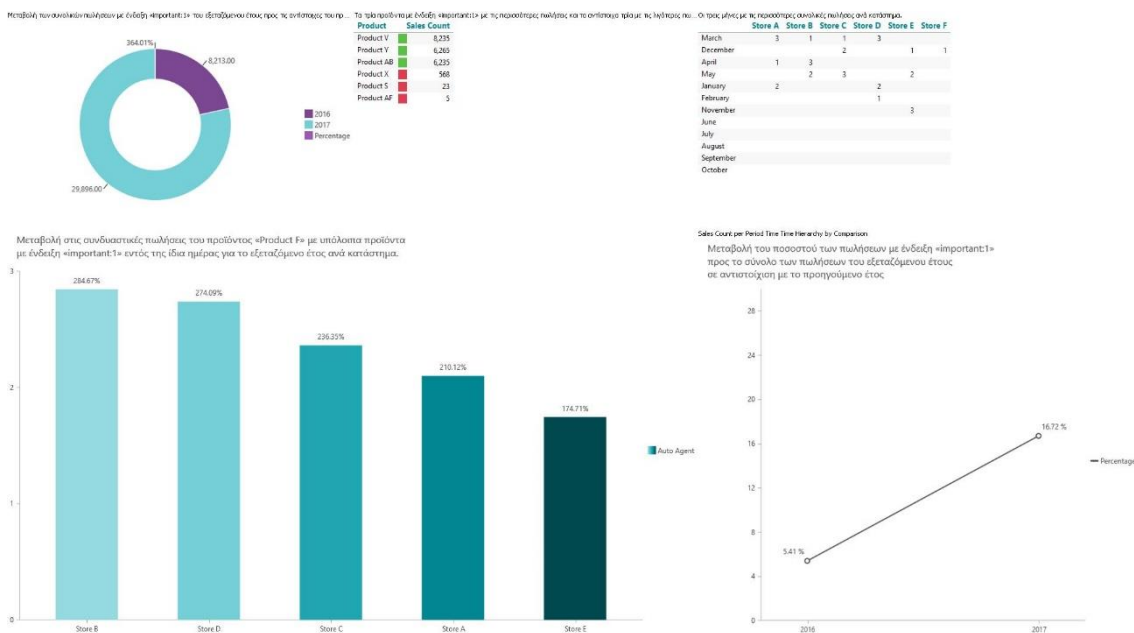 Μεταβολή των συνολικών πωλήσεων με ένδειξη «important:1» του εξεταζόμενου έτους προς τις αντίστοιχες του πρ...
364.01%
8,213.00
29,896.00
2016
2017
Percentage
Τα τρία προϊόντα με ένδειξη «important:1» με τις περισσότερες πωλήσεις και τα αντίστοιχα τρία με τις λιγότερες πω...
Product Sales Count
Product V 8,235
Product Y 6,265
Product AB 6,235
Product X 568
Product S 23
Product AF 5
Οι τρεις μήνες με τις περισσότερες συνολικές πωλήσεις ανά κατάστημα.
Store A Store B Store C Store D Store E Store F
March 3 1 1 3
December 2 1 1
April 1 3
May 2 3 2
January 2 2
February 1
November 3
June
July
August
September
October
Μεταβολή στις συνδυαστικές πωλήσεις του προϊόντος «Product F» με υπόλοιπα προϊόντα
με ένδειξη «important:1» εντός της ίδια ημέρας για το εξεταζόμενο έτος ανά κατάστημα.
3
2
1
0
284.67%
274.09%
236.35%
210.12%
174.71%
Store B Store D Store C Store A Store E
Auto Agent
Sales Count per Period Time Time Hierarchy by Comparison
Μεταβολή του ποσοστού των πωλήσεων με ένδειξη «important:1»
προς το σύνολο των πωλήσεων του εξεταζόμενου έτους
σε αντιστοίχιση με το προηγούμενο έτος
28
24
20
16
12
8
4
0
5.41 %
16.72 %
2016 2017
Percentage